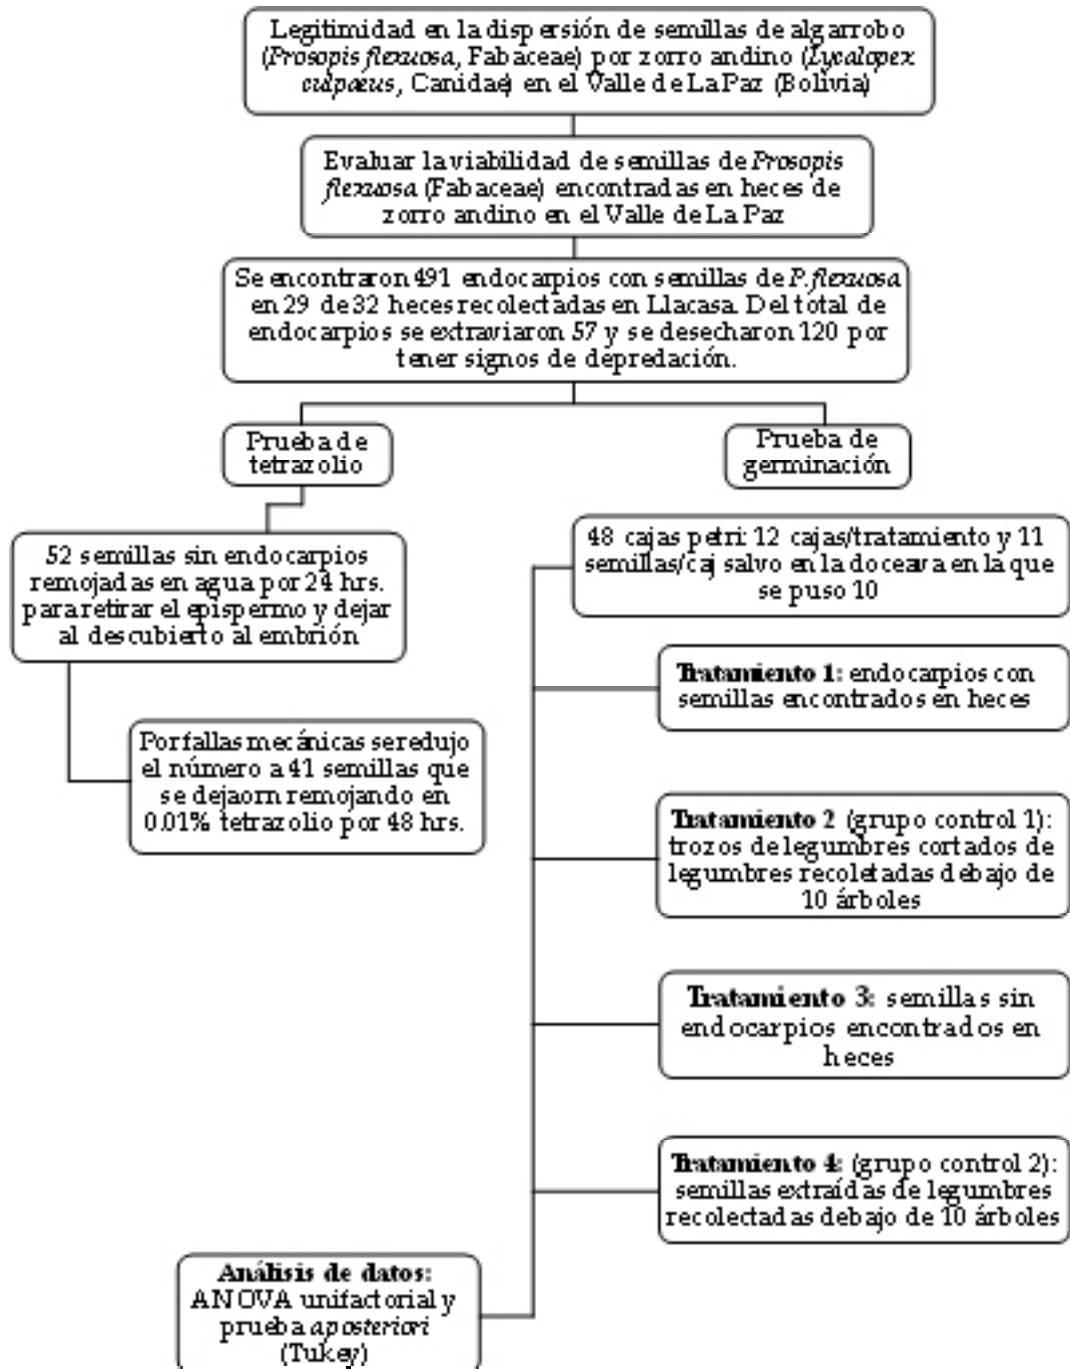 Legitimidad en la dispersión de semillas de algarrobo
(Prosopis flexuosa, Fabaceae) por zorro andino (Lycalopex
culpaeus, Canidae) en el Valle de La Paz (Bolivia)
Evaluar la viabilidad de semillas de Prosopis
flexuosa (Fabaceae) encontradas en heces de
zorro andino en el Valle de La Paz
Se encontraron 491 endocarpios con semillas de P.flexuosa
en 29 de 32 heces recolectadas en Llacasa. Del total de
endocarpios se extraviaron 57 y se desecharon 120 por
tener signos de depredación.
Prueba de
tetrazolio
Prueba de
germinación
52 semillas sin endocarpios
remojadas en agua por 24 hrs.
para retirar el epispermo y dejar
al descubierto al embrión
48 cajas petri: 12 cajas/tratamiento y 11
semillas/caj salvo en la doceava en la que
se puso 10
Tratamiento 1: endocarpios con
semillas encontrados en heces
Por fallas mecánicas se redujo
el número a 41 semillas que
se dejaorn remojando en
0.01% tetrazolio por 48 hrs.
Tratamiento 2 (grupo control 1):
trozos de legumbres cortados de
legumbres recoletadas debajo de
10 árboles
Tratamiento 3: semillas sin
endocarpios encontrados en
heces
Tratamiento 4: (grupo control 2):
semillas extraídas de legumbres
recolectadas debajo de 10 árboles
Análisis de datos:
ANOVA unifactorial y
prueba aposteriori
(Tukey)